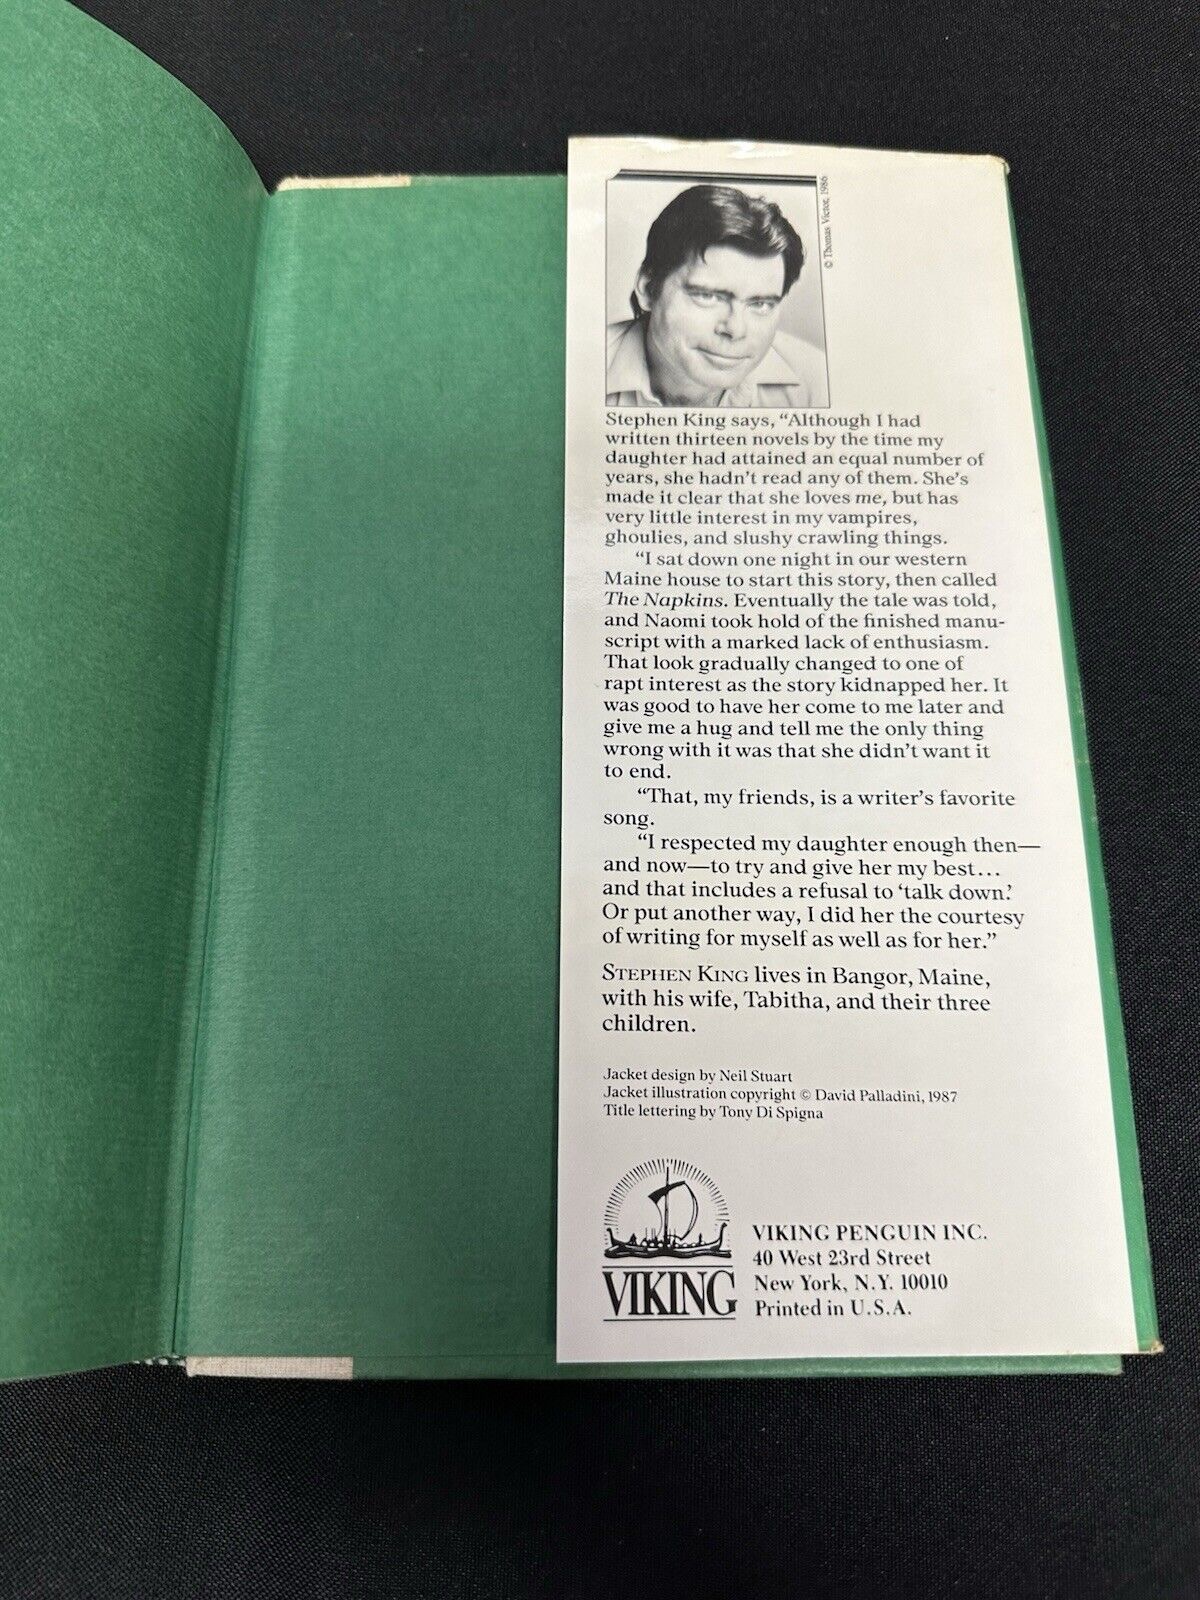 © Thomas Victor, 1986
Stephen King says, “Although I had
written thirteen novels by the time my
daughter had attained an equal number of
years, she hadn’t read any of them. She’s
made it clear that she loves me, but has
very little interest in my vampires,
ghoulies, and slushy crawling things.
“I sat down one night in our western
Maine house to start this story, then called
The Napkins. Eventually the tale was told,
and Naomi took hold of the finished manu-
script with a marked lack of enthusiasm.
That look gradually changed to one of
rapt interest as the story kidnapped her. It
was good to have her come to me later and
give me a hug and tell me the only thing
wrong with it was that she didn’t want it
to end.
“That, my friends, is a writer’s favorite
song.
“I respected my daughter enough then—
and now—to try and give her my best...
and that includes a refusal to ‘talk down.’
Or put another way, I did her the courtesy
of writing for myself as well as for her.”
STEPHEN KING lives in Bangor, Maine,
with his wife, Tabitha, and their three
children.
Jacket design by Neil Stuart
Jacket illustration copyright © David Palladini, 1987
Title lettering by Tony Di Spigna
VIKING
VIKING PENGUIN INC.
40 West 23rd Street
New York, N.Y. 10010
Printed in U.S.A.